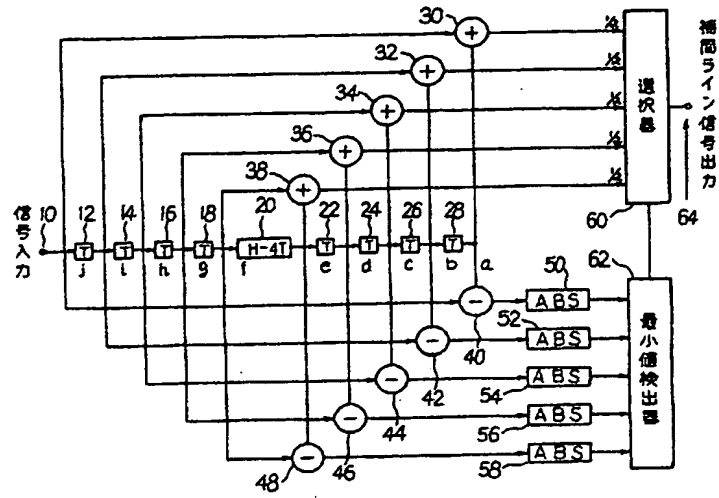 30
+
1/2
32
+
1/2
34
+
1/2
36
+
1/2
38
+
1/2
選択器
60
補間ライン信号出力
64
信号入力
10
12
T
j
14
T
i
16
T
h
18
T
g
20
H-4T
f
22
T
e
24
T
d
26
T
c
28
T
b
a
62
−
40
50
ABS
−
42
52
ABS
−
44
54
ABS
−
46
56
ABS
−
48
58
ABS
最小値検出器